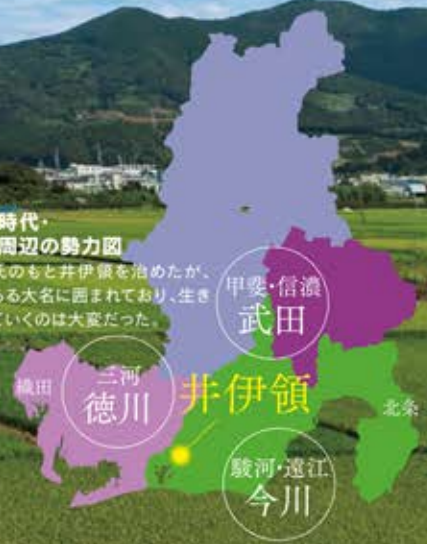 時代・
周辺の勢力図
氏のもと井伊領を治めたが、
ある大名に囲まれており、生き
ていくのは大変だった。
甲斐・信濃
武田
織田
三河
徳川
井伊領
北条
駿河・遠江
今川